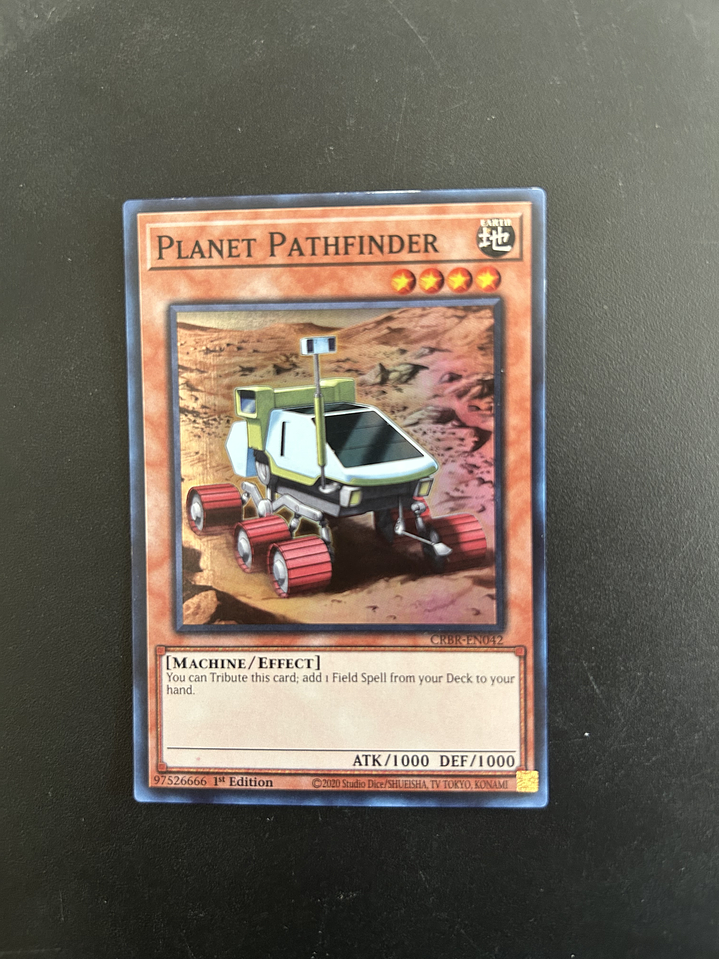 PLANET PATHFINDER
EARTH
地
CRBR-EN042
[MACHINE/EFFECT]
You can Tribute this card; add 1 Field Spell from your Deck to your
hand.
ATK/1000 DEF/1000
97526666 1st Edition ©2020 Studio Dice/SHUEISHA, TV TOKYO, KONAMI